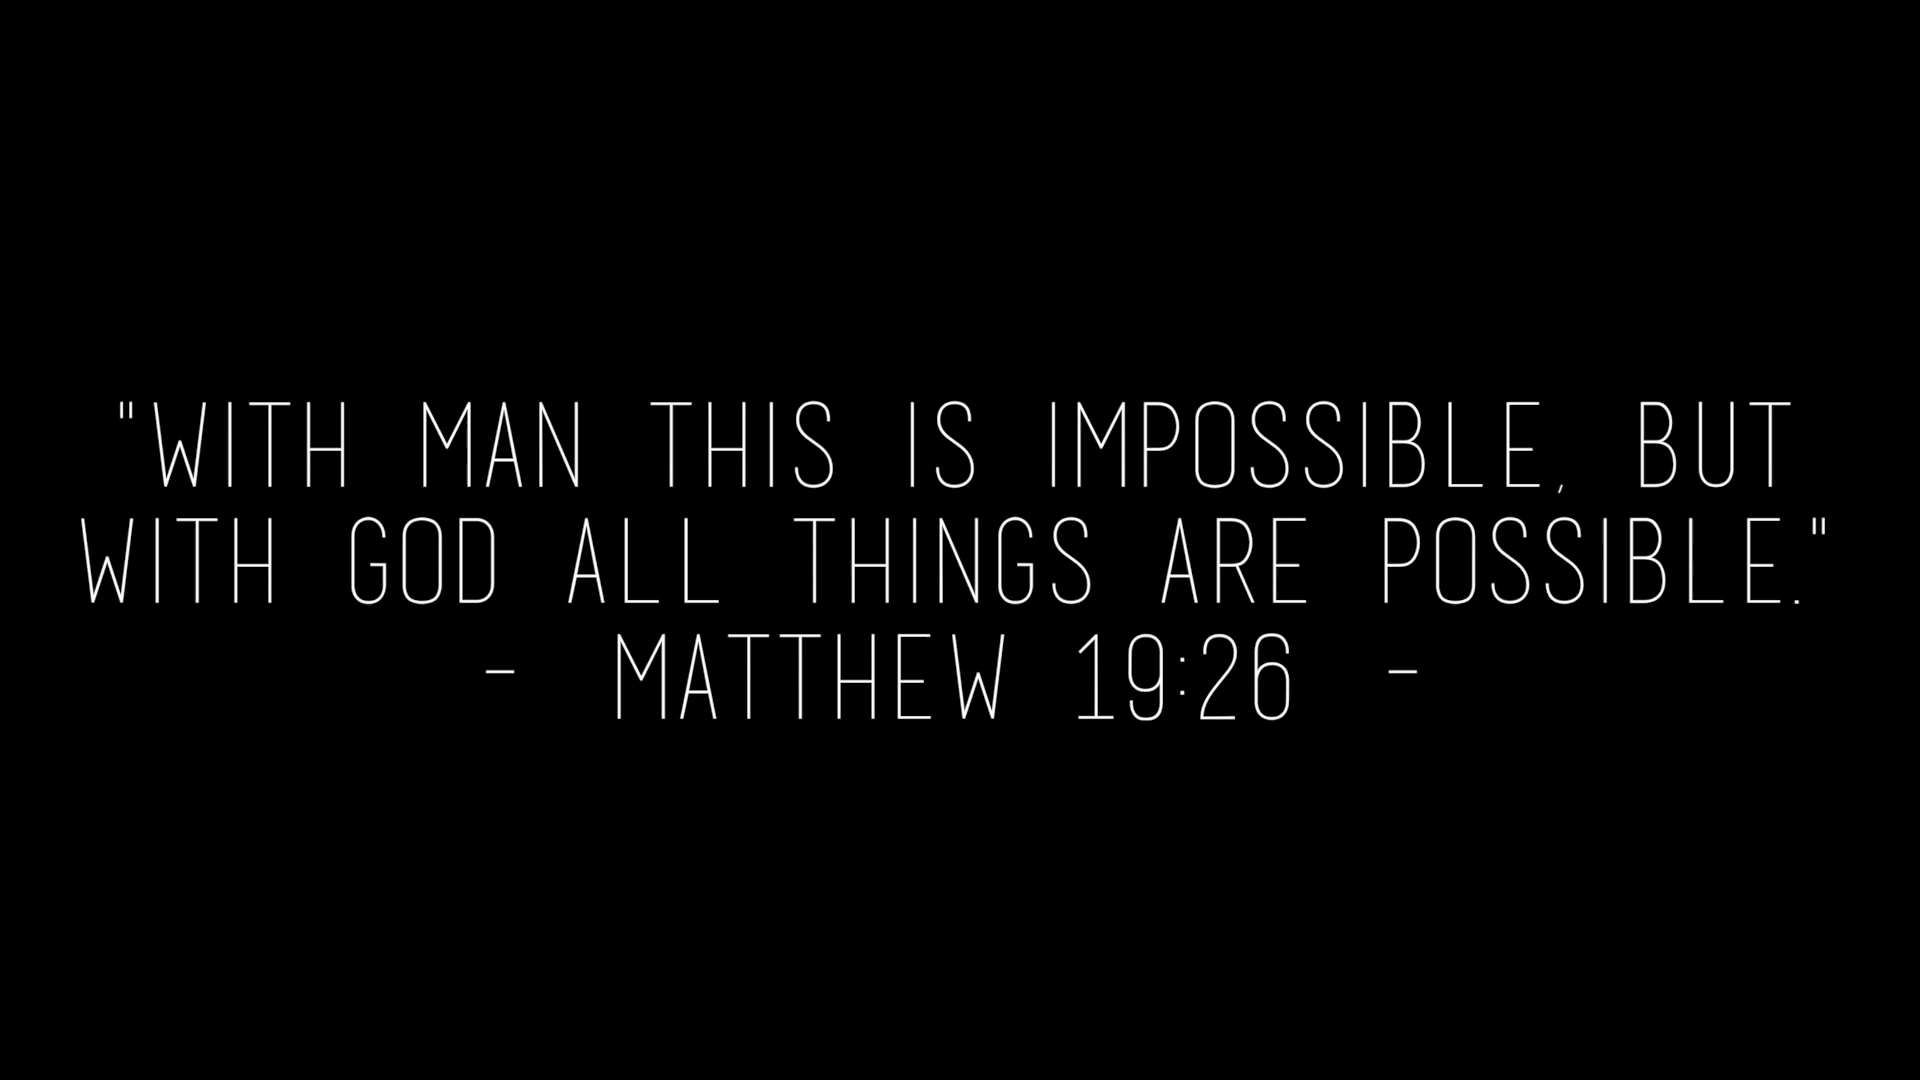 "WITH MAN THIS IS IMPOSSIBLE, BUT
WITH GOD ALL THINGS ARE POSSIBLE."
- MATTHEW 19:26 -